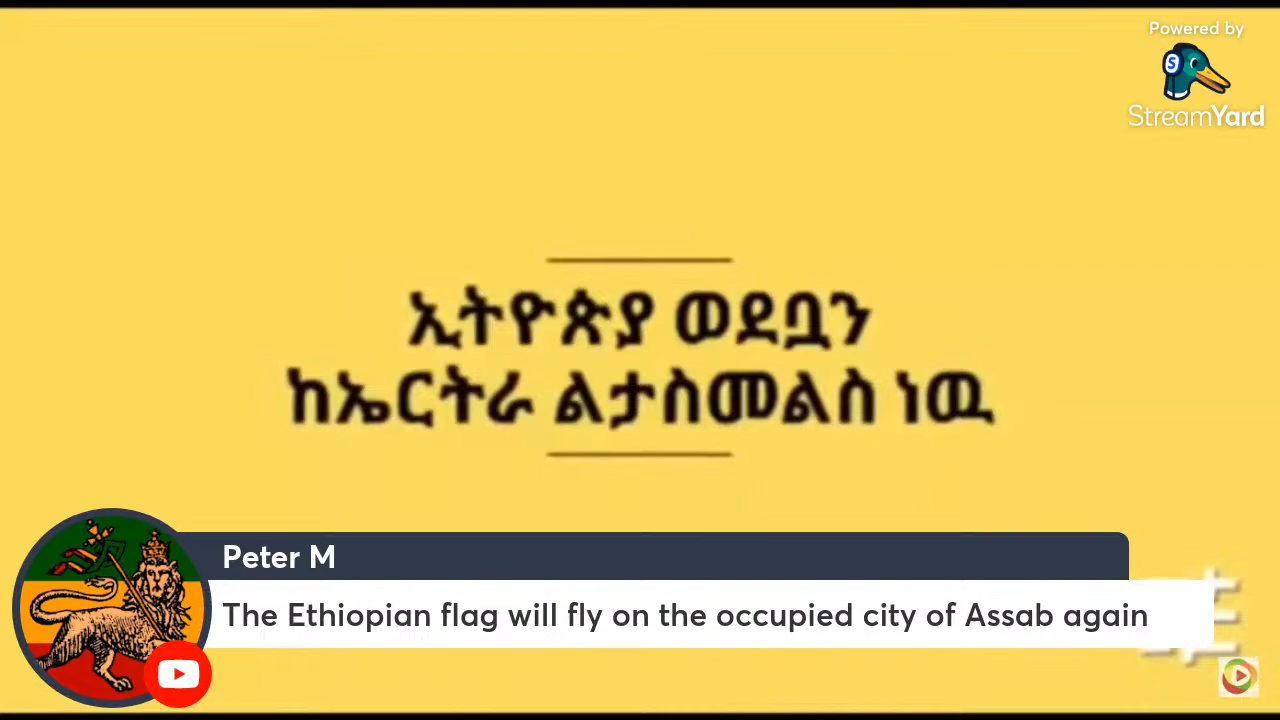 Powered by
StreamYard
ኢትዮጵያ ወደቧን
ከኤርትራ ልታስመልስ ነዉ
Peter M
The Ethiopian flag will fly on the occupied city of Assab again